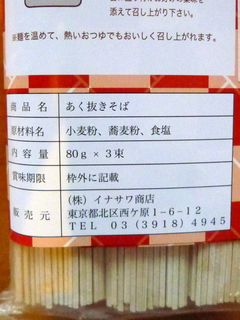 添えて召し上がり下さい。
※麺を温めて、熱いおつゆでもおいしく召し上がれます。
商品名 あく抜きそば
原材料名 小麦粉、蕎麦粉、食塩
内容量 80g × 3束
賞味期限 枠外に記載
販売元 (株) イナサワ商店
東京都北区西ケ原1-6-12
TEL 03 (3918) 4945